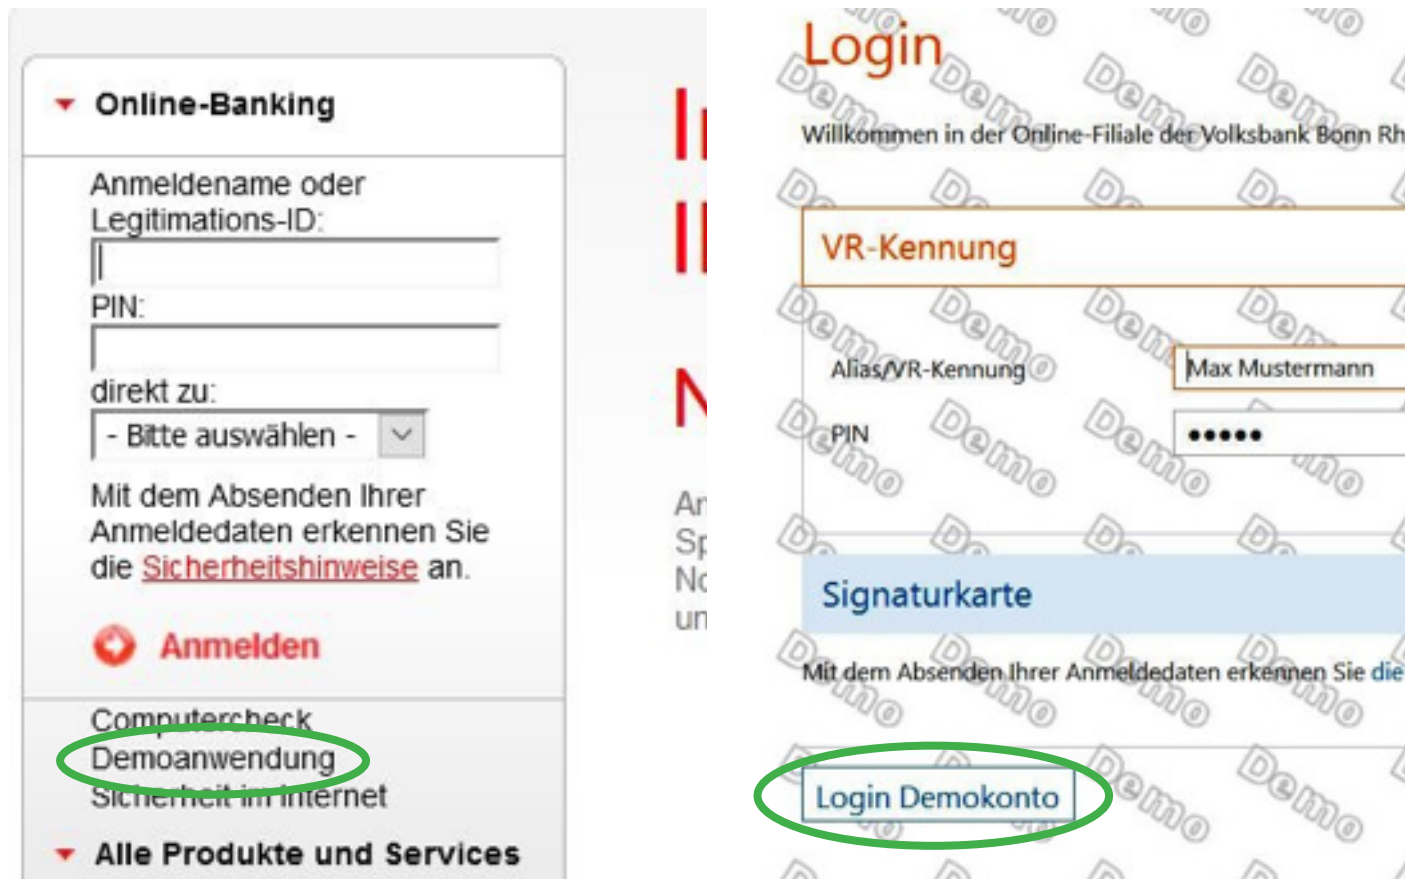 Online-Banking
Anmeldename oder
Legitimations-ID:
PIN:
direkt zu:
- Bitte auswählen -
Mit dem Absenden Ihrer
Anmeldedaten erkennen Sie
die Sicherheitshinweise an.
Anmelden
Computercheck
Demoanwendung
Sicherheit im Internet
Alle Produkte und Services
Login
Willkommen in der Online-Filiale der Volksbank Bonn Rh
VR-Kennung
Alias/VR-Kennung
Max Mustermann
PIN
Signaturkarte
Mit dem Absenden Ihrer Anmeldedaten erkennen Sie die
Login Demokonto
Demo